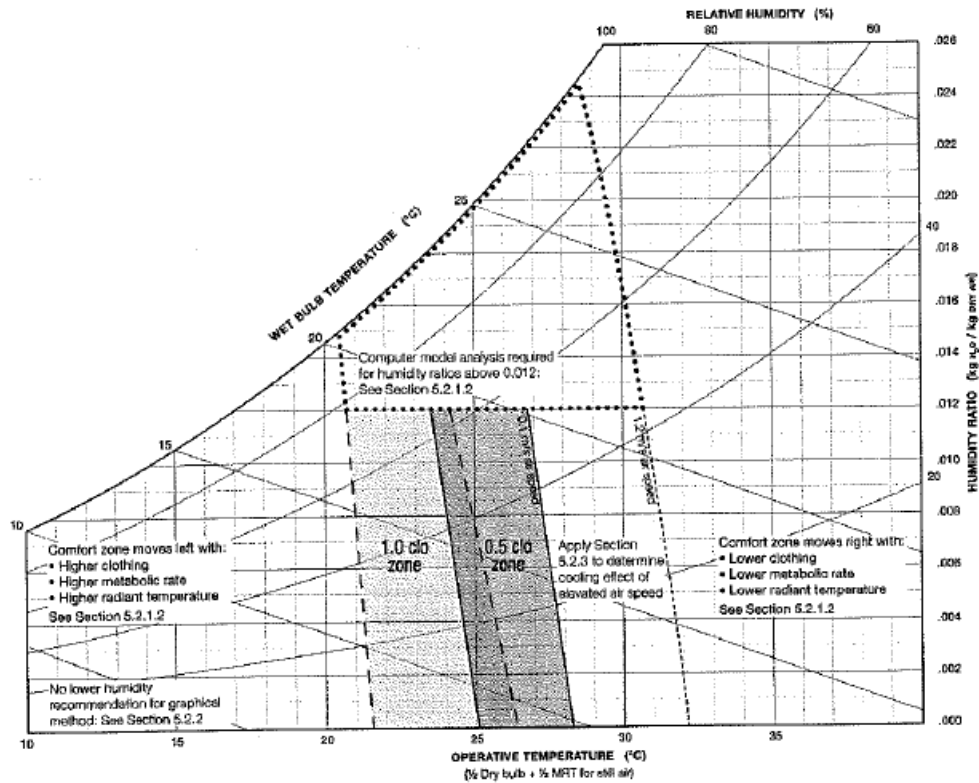 RELATIVE HUMIDITY (%)
100
80
60
.026
.024
.022
25
.020
40
.018
WET BULB TEMPERATURE (°C)
.016
20
Computer model analysis required
for humidity ratios above 0.012:
See Section 5.2.1.2
.014
.012
HUMIDITY RATIO (kg H₂O / kg DRY AIR)
15
.010
20
10
.008
Comfort zone moves left with:
• Higher clothing
• Higher metabolic rate
• Higher radiant temperature
See Section 5.2.1.2
1.0 clo
zone
0.5 clo
zone
Apply Section
5.2.3 to determine
cooling effect of
elevated air speed
Comfort zone moves right with:
• Lower clothing
• Lower metabolic rate
• Lower radiant temperature
See Section 5.2.1.2
.006
.004
.002
No lower humidity
recommendation for graphical
method: See Section 5.2.2
.000
10
15
20
25
30
35
OPERATIVE TEMPERATURE (°C)
(½ Dry bulb + ½ MRT for still air)